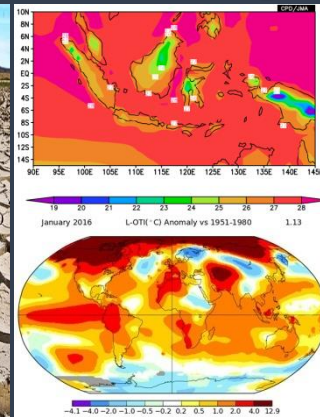 CPD/JMA
10N
8N
6N
4N
2N
0
2S
4S
6S
8S
10S
12S
14S
90E 95E 100E 105E 110E 115E 120E 125E 130E 135E 140E 145E
19 20 21 22 23 24 25 26 27 28
January 2016 L-OTI(°C) Anomaly vs 1951-1980 1.13
-4.1 -4.0 -2.0 -1.0 -0.5 -0.2 0.2 0.5 1.0 2.0 4.0 12.9